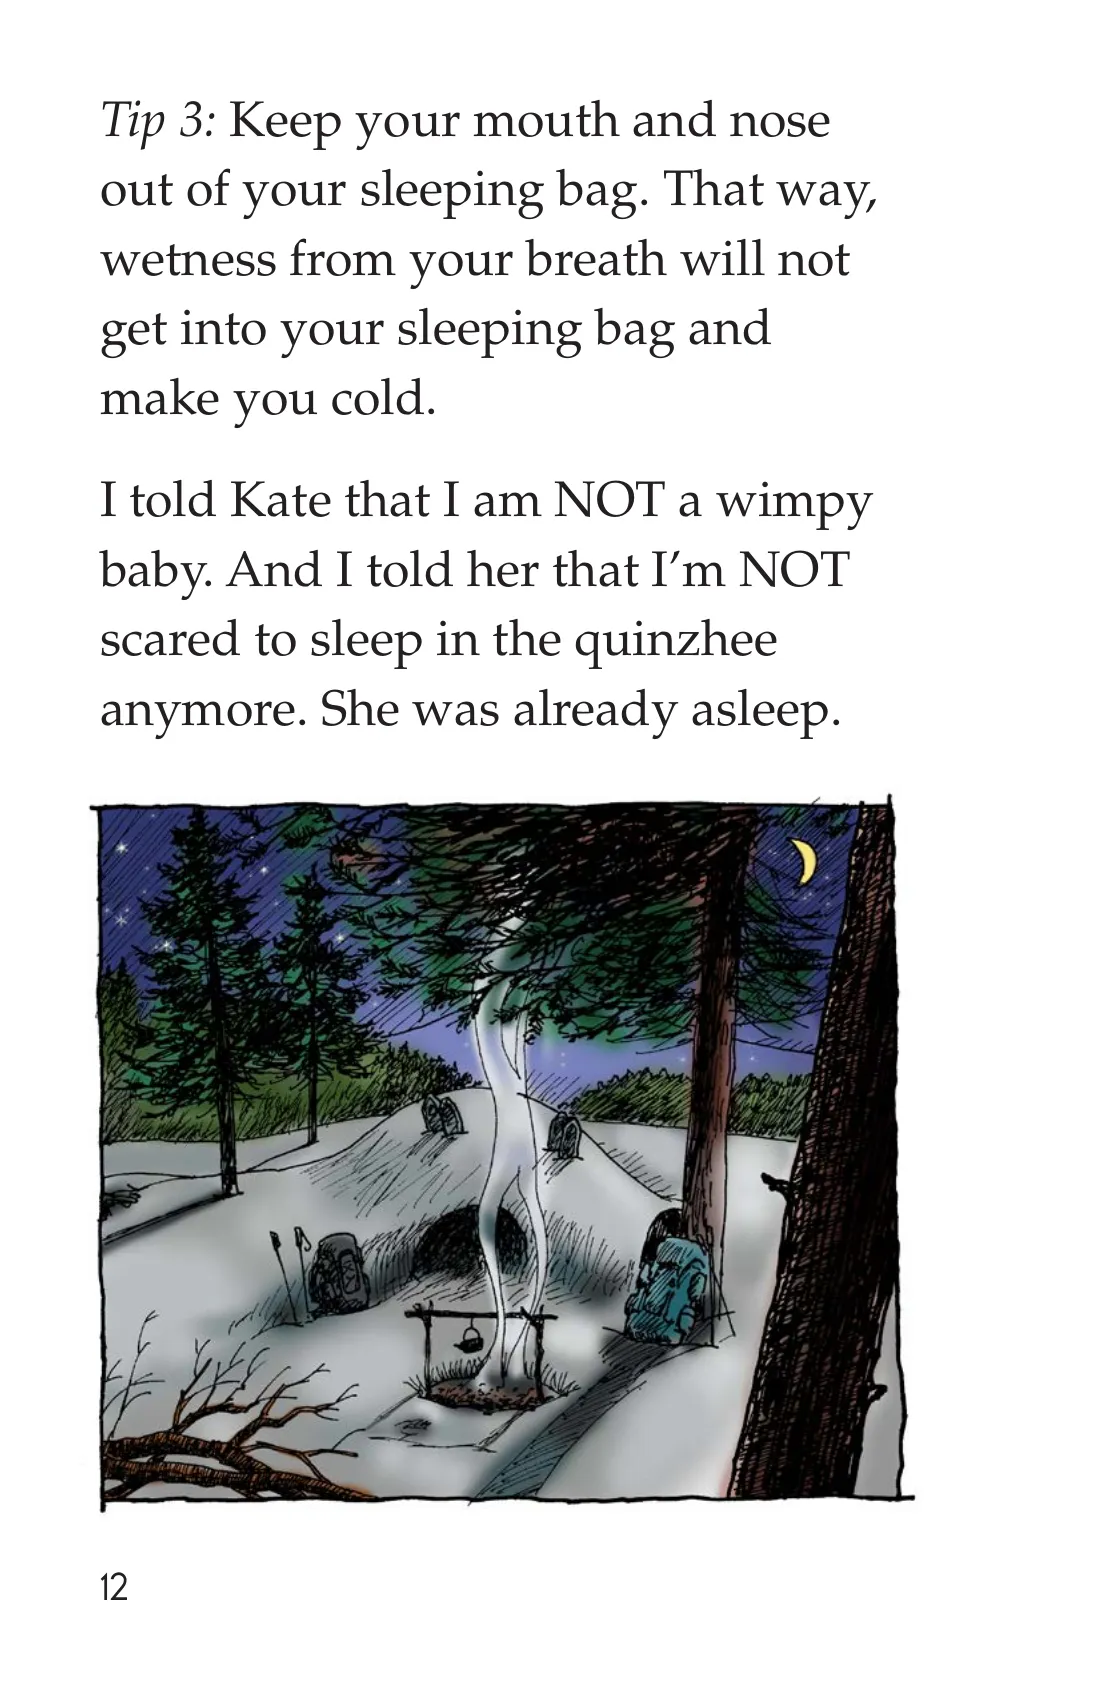 Tip 3: Keep your mouth and nose
out of your sleeping bag. That way,
wetness from your breath will not
get into your sleeping bag and
make you cold.
I told Kate that I am NOT a wimpy
baby. And I told her that I’m NOT
scared to sleep in the quinzhee
anymore. She was already asleep.
12